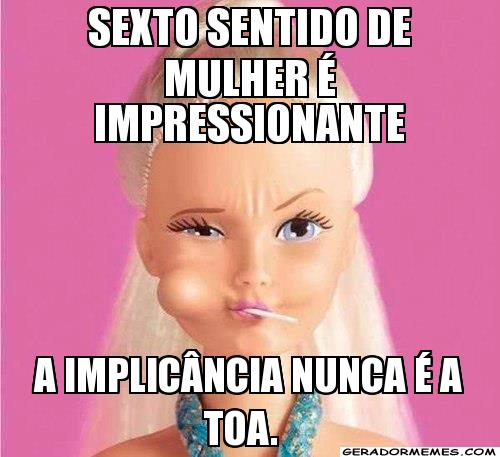 SEXTO SENTIDO DE
MULHER É
IMPRESSIONANTE
A IMPLICÂNCIA NUNCA É A
TOA.
GERADORMEMES.COM